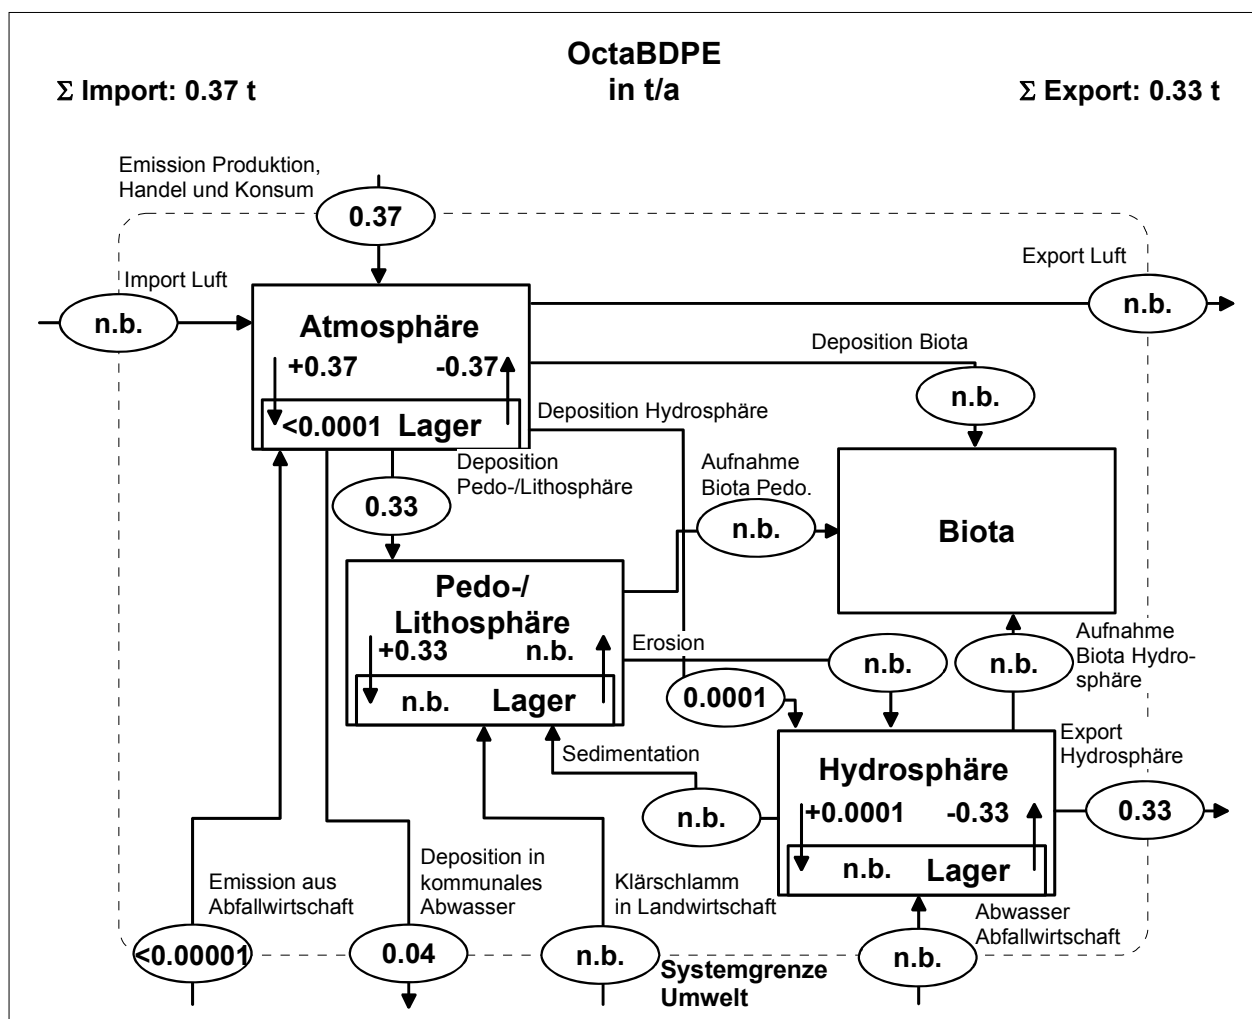 OctaBDPE
in t/a
Σ Import: 0.37 t
Σ Export: 0.33 t
Emission Produktion,
Handel und Konsum
0.37
Import Luft
n.b.
Export Luft
n.b.
Atmosphäre
+0.37 -0.37
<0.0001 Lager
Deposition Biota
n.b.
Deposition Hydrosphäre
Deposition
Pedo-/Lithosphäre
0.33
Aufnahme
Biota Pedo.
n.b.
Biota
Pedo-/
Lithosphäre
+0.33 n.b.
n.b. Lager
Erosion
n.b.
n.b.
Aufnahme
Biota Hydro-
sphäre
0.0001
Sedimentation
n.b.
Hydrosphäre
+0.0001 -0.33
n.b. Lager
Export
Hydrosphäre
0.33
Emission aus
Abfallwirtschaft
<0.00001
Deposition in
kommunales
Abwasser
0.04
Klärschlamm
in Landwirtschaft
n.b.
Abwasser
Abfallwirtschaft
n.b.
Systemgrenze
Umwelt